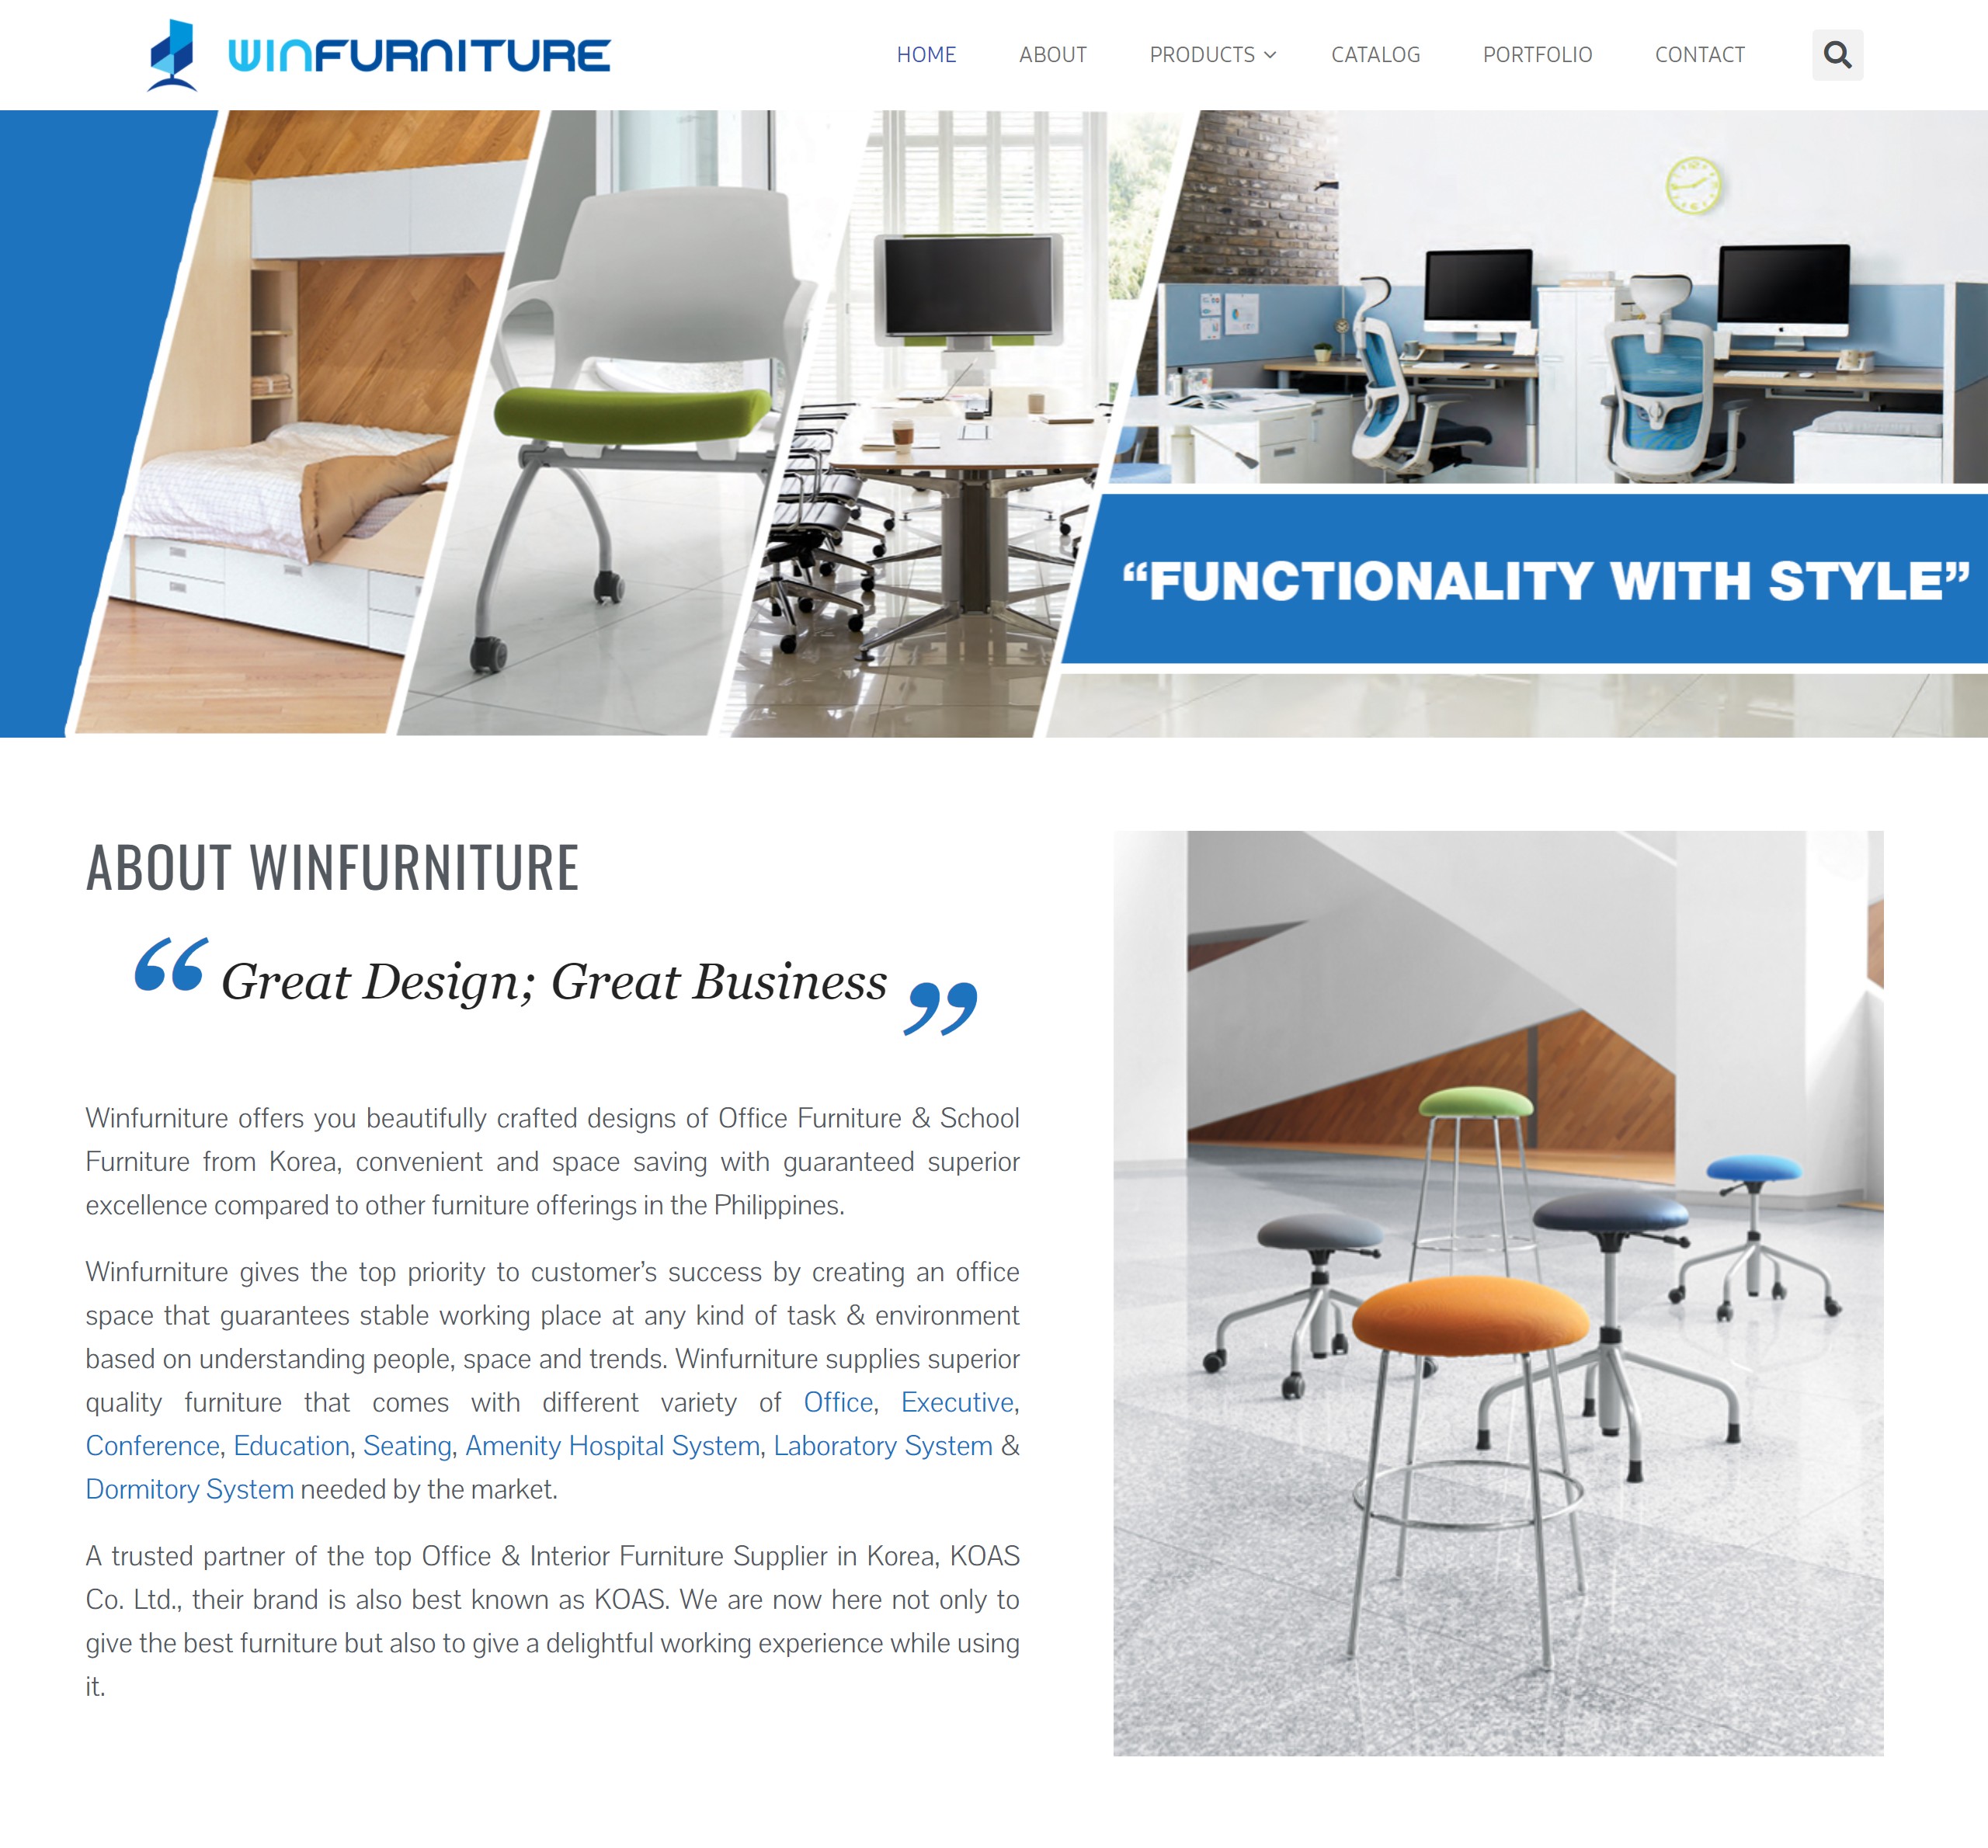 WINFURNITURE
HOME ABOUT PRODUCTS CATALOG PORTFOLIO CONTACT
“FUNCTIONALITY WITH STYLE”
ABOUT WINFURNITURE
“ Great Design; Great Business ”
Winfurniture offers you beautifully crafted designs of Office Furniture & School
Furniture from Korea, convenient and space saving with guaranteed superior
excellence compared to other furniture offerings in the Philippines.
Winfurniture gives the top priority to customer’s success by creating an office
space that guarantees stable working place at any kind of task & environment
based on understanding people, space and trends. Winfurniture supplies superior
quality furniture that comes with different variety of Office, Executive,
Conference, Education, Seating, Amenity Hospital System, Laboratory System &
Dormitory System needed by the market.
A trusted partner of the top Office & Interior Furniture Supplier in Korea, KOAS
Co. Ltd., their brand is also best known as KOAS. We are now here not only to
give the best furniture but also to give a delightful working experience while using
it.